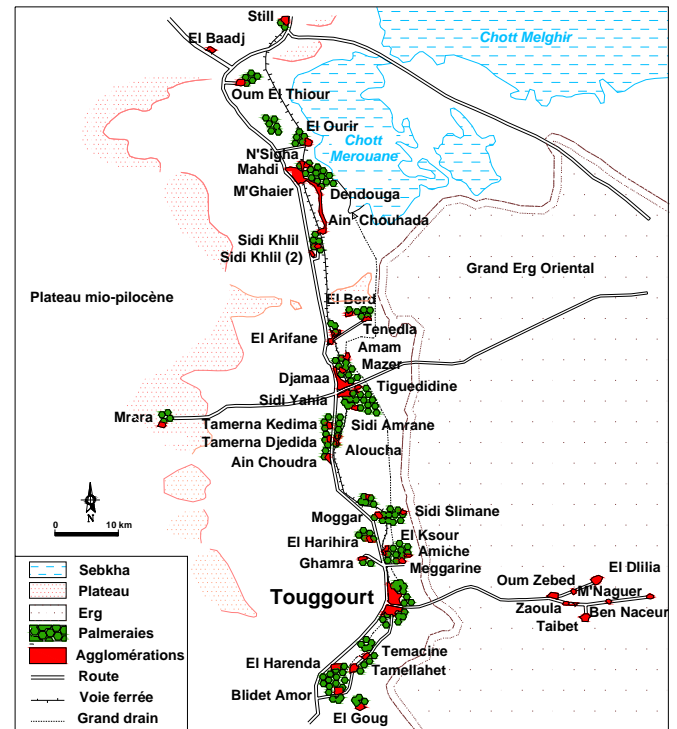 Still
El Baadj
Chott Melghir
Oum El Thiour
El Ourir
Chott
Merouane
N'Sigha
Mahdi
M'Ghaier
Dendouga
Ain Chouhada
Sidi Khlil
Sidi Khlil (2)
Grand Erg Oriental
Plateau mio-pilocène
El Berd
Tenedla
El Arifane
Amam
Mazer
Djamaa
Tiguedidine
Sidi Yahia
Mrara
Tamerna Kedima
Sidi Amrane
Tamerna Djedida
Aloucha
Ain Choudra
N
0 10 km
Sidi Slimane
Moggar
El Ksour
El Harihira
Amiche
Ghamra
Meggarine
El Dlilia
Oum Zebed
M'Naguer
Touggourt
Zaoula
Ben Naceur
Taibet
Temacine
El Harenda
Tamellahet
Blidet Amor
El Goug
Sebkha
Plateau
Erg
Palmeraies
Agglomérations
Route
Voie ferrée
Grand drain